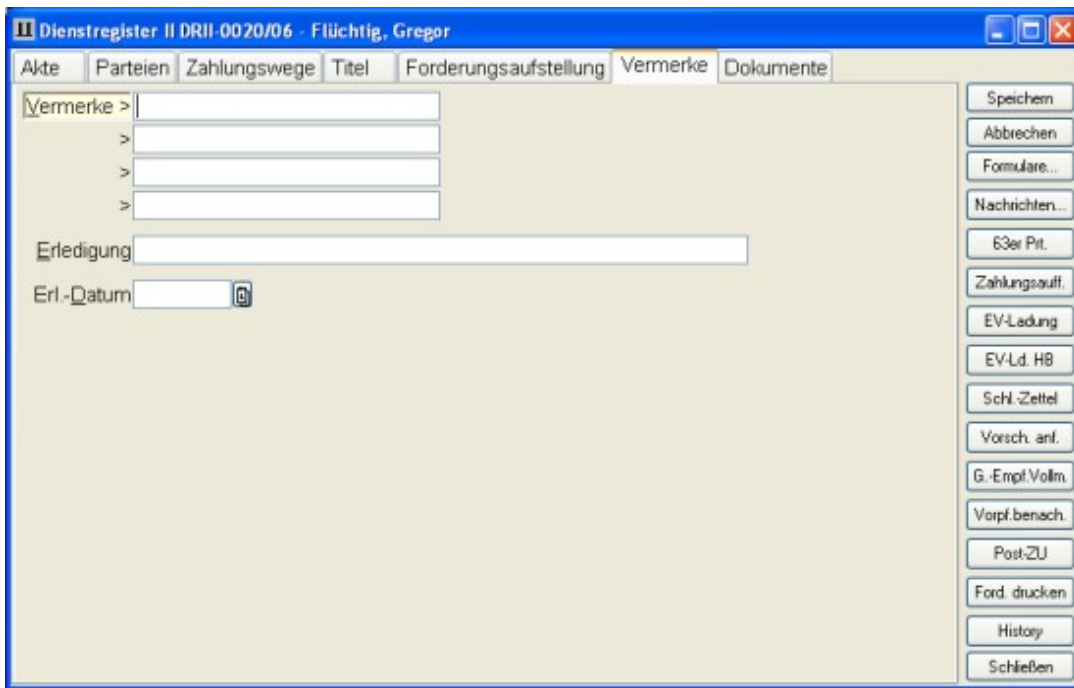 Dienstregister II DRII-0020/06 - Flüchtig, Gregor
Akte Parteien Zahlungswege Titel Forderungsaufstellung Vermerke Dokumente
Vermerke >
>
>
>
Erledigung
Erl.-Datum
Speichern
Abbrechen
Formulare...
Nachrichten...
63er Prt.
Zahlungsauff.
EV-Ladung
EV-Ld. HB
Schl.-Zettel
Vorsch. anf.
G.-Empf.Vollm.
Vorpf.benach.
Post-ZU
Ford. drucken
History
Schließen